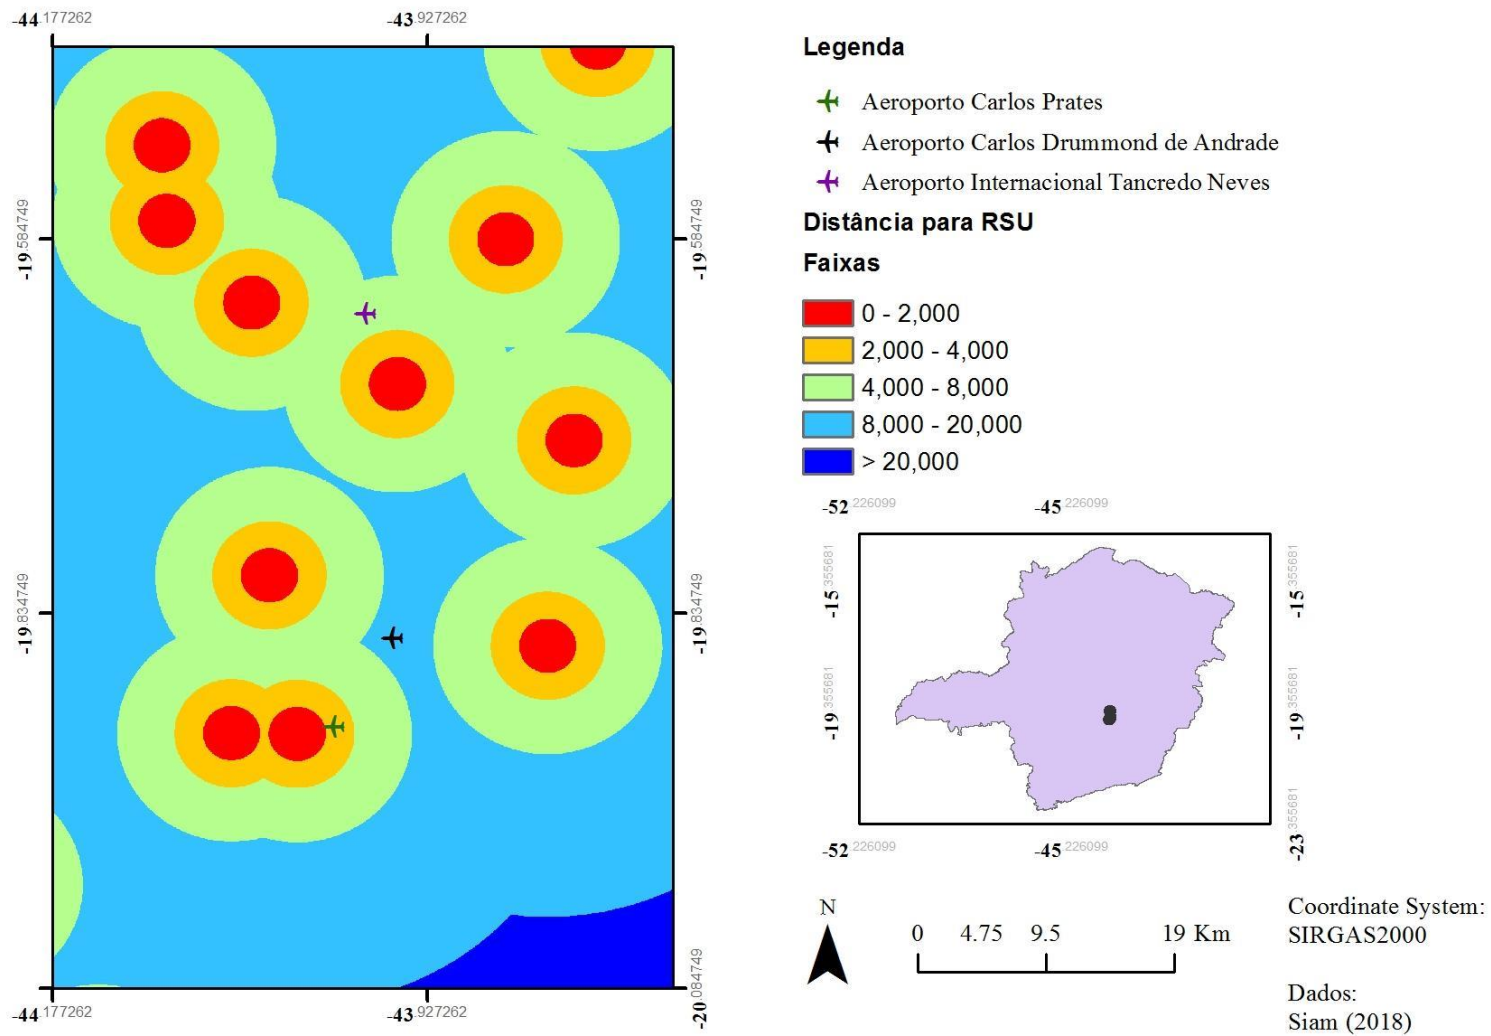 -44.177262
-43.927262
-19.584749
-19.584749
-19.834749
-19.834749
-44.177262
-43.927262
-20.084749
Legenda
Aeroporto Carlos Prates
Aeroporto Carlos Drummond de Andrade
Aeroporto Internacional Tancredo Neves
Distância para RSU
Faixas
0 - 2,000
2,000 - 4,000
4,000 - 8,000
8,000 - 20,000
> 20,000
-52.226099
-45.226099
-15.355681
-15.355681
-19.355681
-19.355681
-23.355681
-52.226099
-45.226099
N
0 4.75 9.5 19 Km
Coordinate System:
SIRGAS2000
Dados:
Siam (2018)